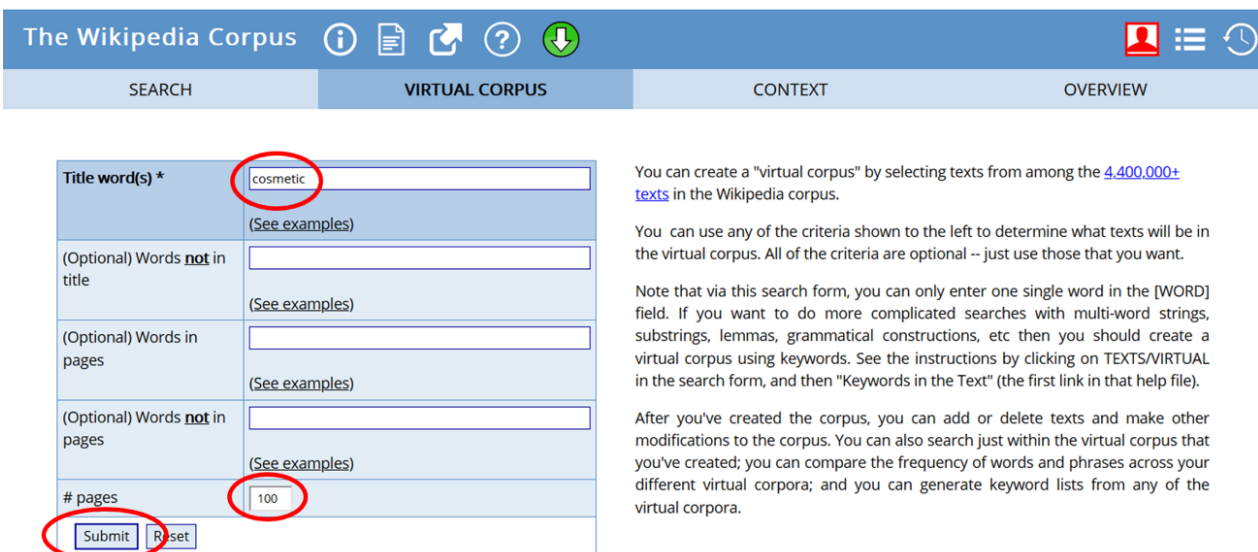 The Wikipedia Corpus
SEARCH VIRTUAL CORPUS CONTEXT OVERVIEW
Title word(s) * cosmetic
(See examples)
(Optional) Words not in
title
(See examples)
(Optional) Words in
pages
(See examples)
(Optional) Words not in
pages
(See examples)
# pages 100
Submit Reset
You can create a "virtual corpus" by selecting texts from among the 4,400,000+
texts in the Wikipedia corpus.
You can use any of the criteria shown to the left to determine what texts will be in
the virtual corpus. All of the criteria are optional -- just use those that you want.
Note that via this search form, you can only enter one single word in the [WORD]
field. If you want to do more complicated searches with multi-word strings,
substrings, lemmas, grammatical constructions, etc then you should create a
virtual corpus using keywords. See the instructions by clicking on TEXTS/VIRTUAL
in the search form, and then "Keywords in the Text" (the first link in that help file).
After you've created the corpus, you can add or delete texts and make other
modifications to the corpus. You can also search just within the virtual corpus that
you've created; you can compare the frequency of words and phrases across your
different virtual corpora; and you can generate keyword lists from any of the
virtual corpora.